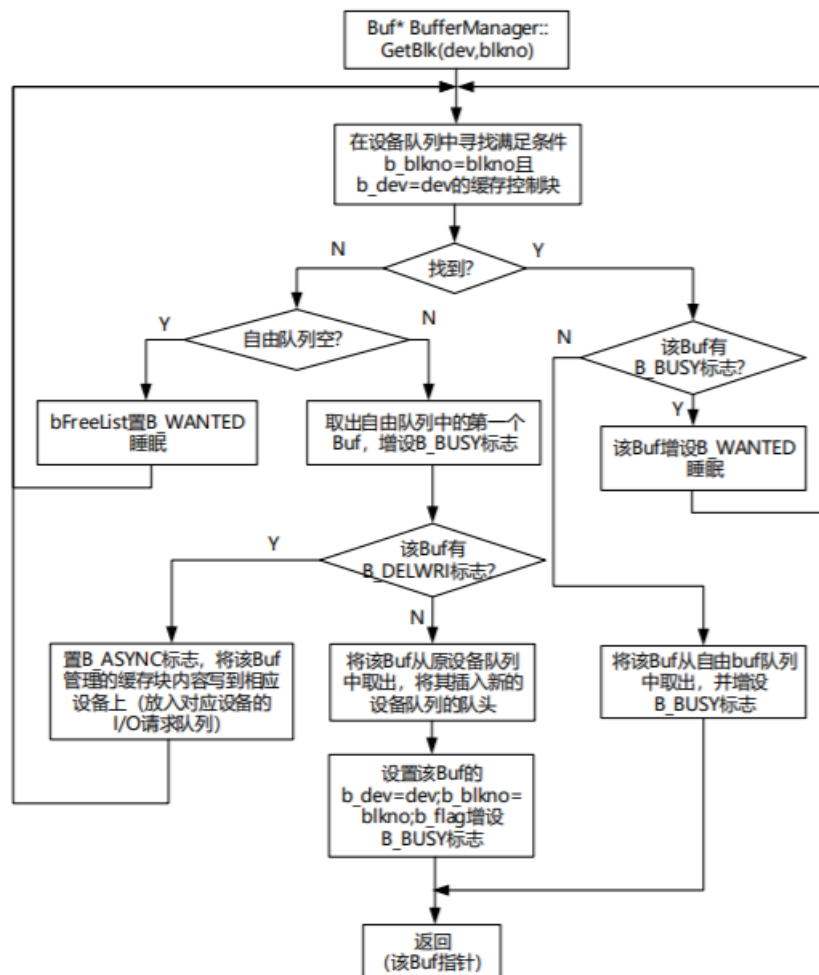 Buf* BufferManager::
GetBlk(dev,blkno)
在设备队列中寻找满足条件
b_blkno=blkno且
b_dev=dev的缓存控制块
N
找到?
Y
Y
自由队列空?
N
N
该Buf有
B_BUSY标志?
Y
bFreeList置B_WANTED
睡眠
取出自由队列中的第一个
Buf，增设B_BUSY标志
该Buf增设B_WANTED
睡眠
Y
该Buf有
B_DELWRI标志?
N
置B_ASYNC标志，将该Buf
管理的缓存块内容写到相应
设备上（放入对应设备的
I/O请求队列）
将该Buf从原设备队列
中取出，将其插入新的
设备队列的队头
将该Buf从自由buf队列
中取出，并增设
B_BUSY标志
设置该Buf的
b_dev=dev;b_blkno=
blkno;b_flag增设
B_BUSY标志
返回
(该Buf指针)